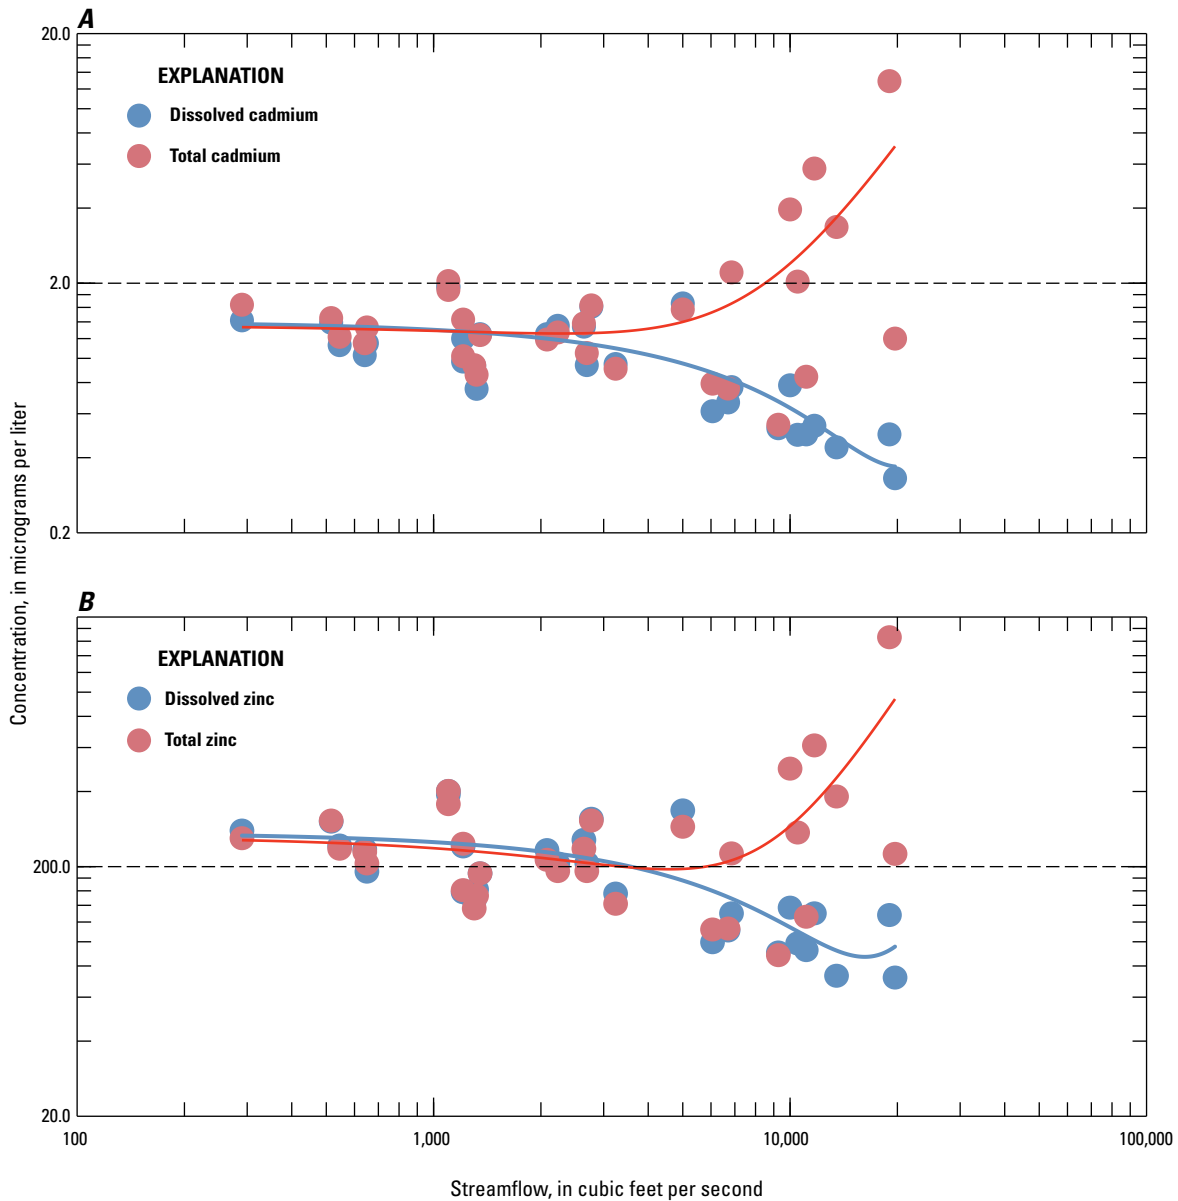 A
20.0
EXPLANATION
Dissolved cadmium
Total cadmium
2.0
0.2
Concentration, in micrograms per liter
B
EXPLANATION
Dissolved zinc
Total zinc
200.0
20.0
100 1,000 10,000 100,000
Streamflow, in cubic feet per second